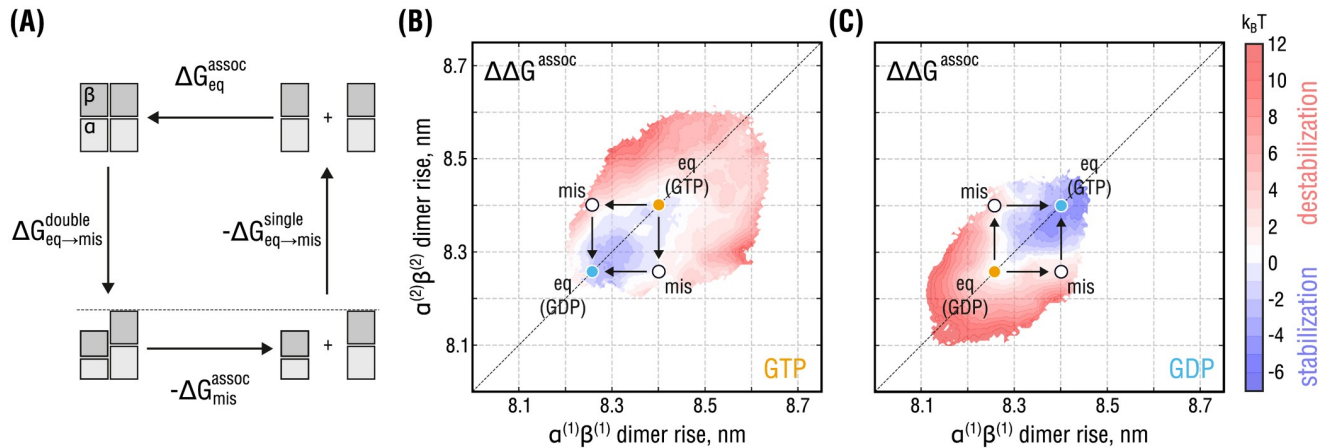 (A)
ΔG^assoc_eq
β
α
+
+
ΔG^double_eq→mis
-ΔG^single_eq→mis
+
-ΔG^assoc_mis
(B)
ΔΔG^assoc
8.7
8.5
8.3
8.1
α^(2)β^(2) dimer rise, nm
mis
eq
(GTP)
eq
(GDP)
mis
GTP
8.1 8.3 8.5 8.7
α^(1)β^(1) dimer rise, nm
(C)
ΔΔG^assoc
mis
eq
(GTP)
eq
(GDP)
mis
GDP
8.1 8.3 8.5 8.7
α^(1)β^(1) dimer rise, nm
k_BT
12
10
8
6
4
2
0
-2
-4
-6
destabilization
stabilization